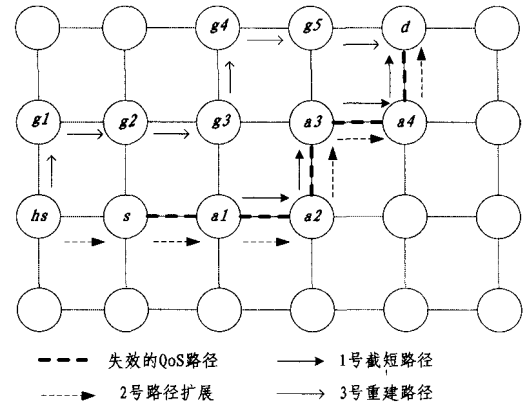 g4 g5 d
g1 g2 g3 a3 a4
hs s a1 a2
失效的QoS路径 1号截短路径
2号路径扩展 3号重建路径